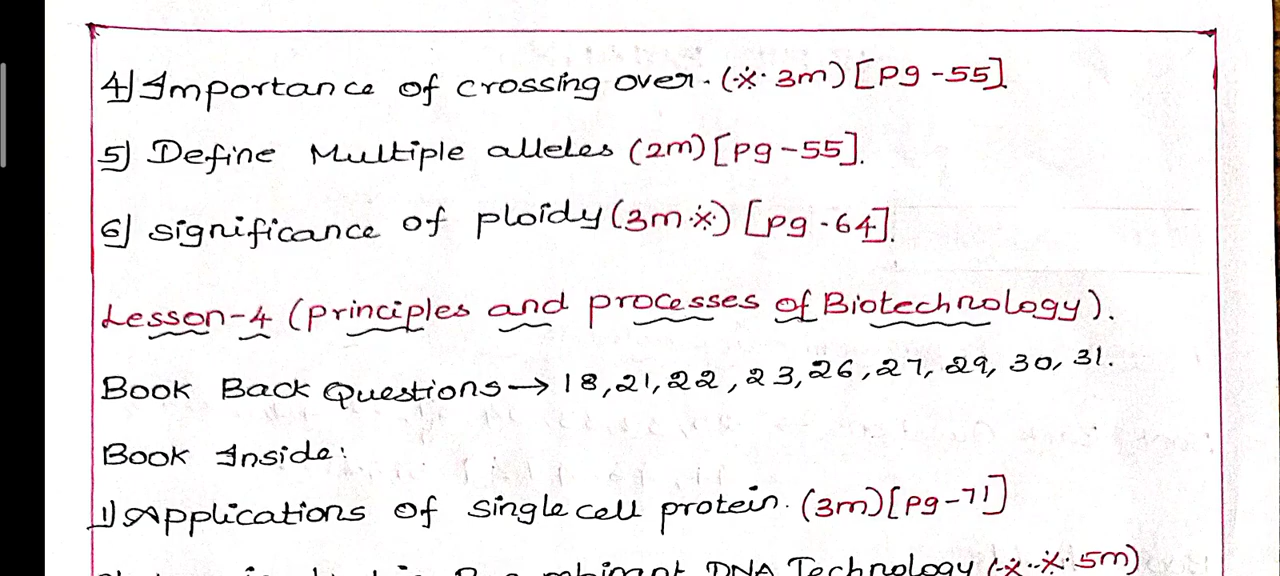 4) Importance of crossing over. (※ 3m) [Pg-55]
5) Define Multiple alleles (2m) [Pg-55].
6) significance of ploidy (3m ※) [Pg-64].
Lesson-4 (principles and processes of Biotechnology).
Book Back Questions → 18, 21, 22, 23, 26, 27, 29, 30, 31.
Book Inside:
1) Applications of single cell protein. (3m) [Pg-71]
DNA Technology (※ ※ 5m)